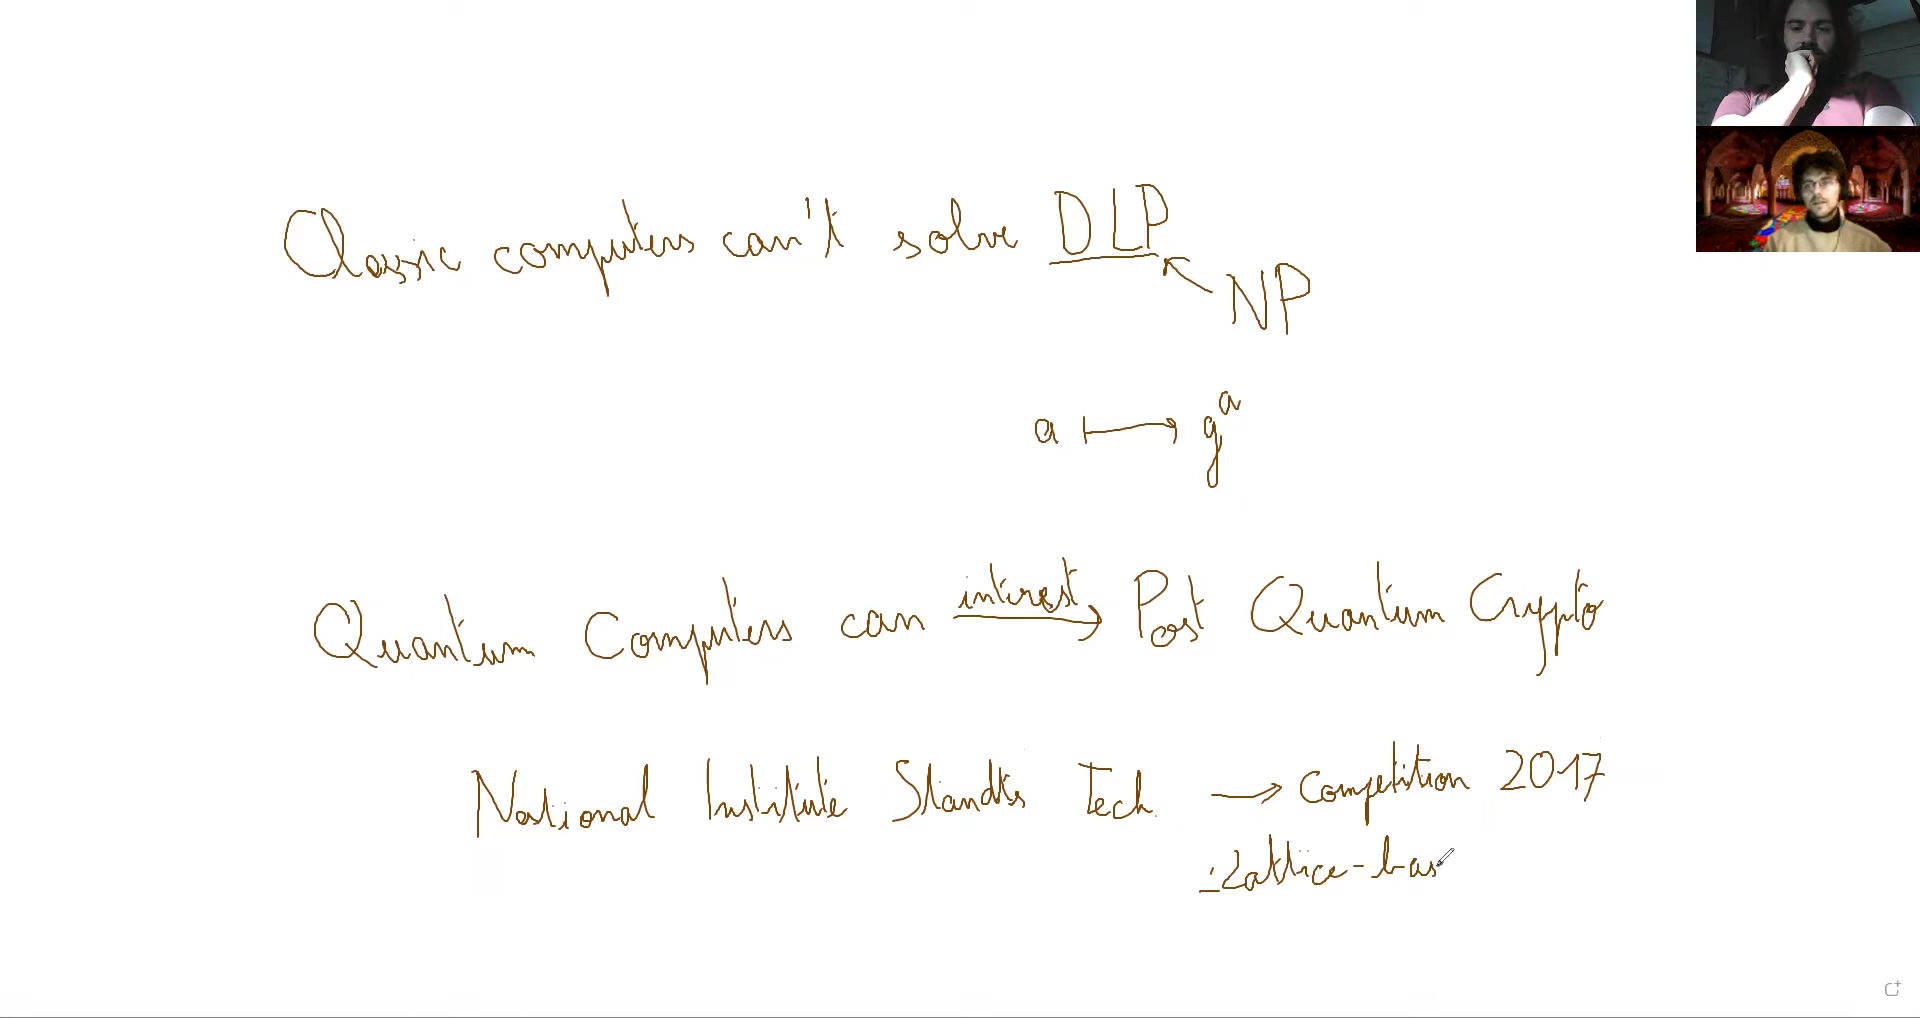 Classic computers can't solve DLP
NP
a ↦ g^a
Quantum Computers can interest → Post Quantum Crypto
National Institute Standts Tech. → Competition 2017
: Lattice-bas